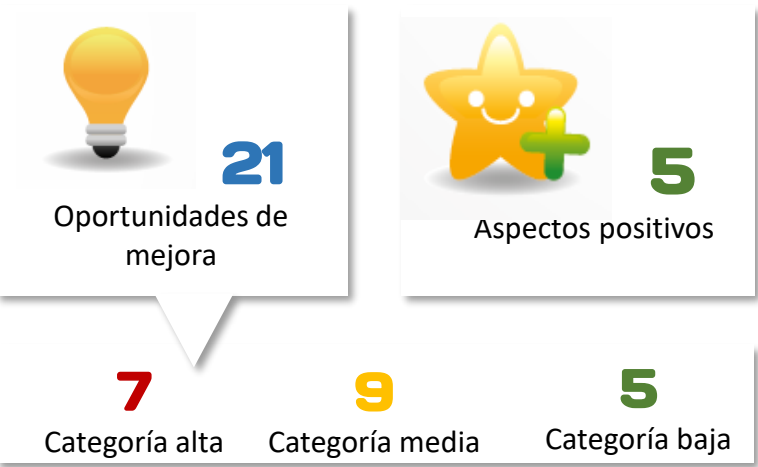 21
Oportunidades de
mejora
5
Aspectos positivos
7
Categoría alta
9
Categoría media
5
Categoría baja